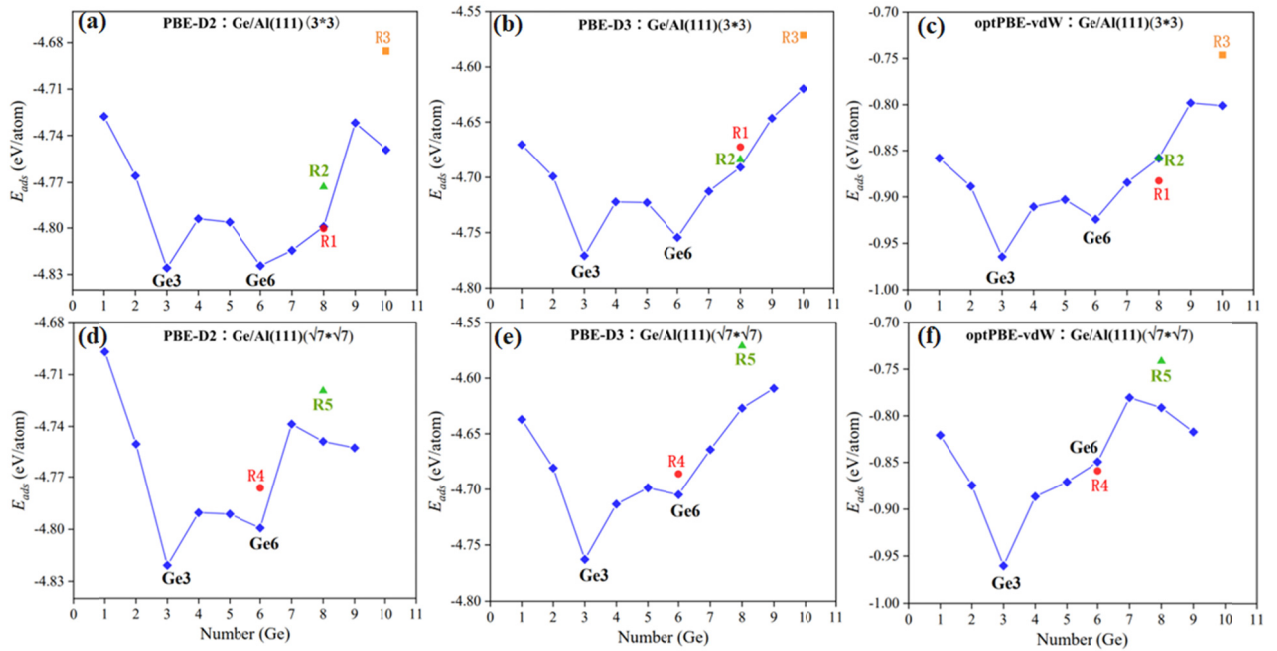 (a) PBE-D2：Ge/Al(111)(3*3)
-4.68
-4.71
-4.74
-4.77
-4.80
-4.83
E_ads (eV/atom)
R3
R2
R1
Ge3
Ge6
1 2 3 4 5 6 7 8 9 10 11
(b) PBE-D3：Ge/Al(111)(3*3)
-4.55
-4.60
-4.65
-4.70
-4.75
-4.80
E_ads (eV/atom)
R3
R1
R2
Ge6
Ge3
0 1 2 3 4 5 6 7 8 9 10 11
(c) optPBE-vdW：Ge/Al(111)(3*3)
-0.70
-0.75
-0.80
-0.85
-0.90
-0.95
-1.00
E_ads (eV/atom)
R3
R2
R1
Ge6
Ge3
0 1 2 3 4 5 6 7 8 9 10 11
(d) PBE-D2：Ge/Al(111)(√7*√7)
-4.68
-4.71
-4.74
-4.77
-4.80
-4.83
E_ads (eV/atom)
R5
R4
Ge6
Ge3
0 1 2 3 4 5 6 7 8 9 10 11
Number (Ge)
(e) PBE-D3：Ge/Al(111)(√7*√7)
-4.55
-4.60
-4.65
-4.70
-4.75
-4.80
E_ads (eV/atom)
R5
R4
Ge6
Ge3
0 1 2 3 4 5 6 7 8 9 10 11
Number (Ge)
(f) optPBE-vdW：Ge/Al(111)(√7*√7)
-0.70
-0.75
-0.80
-0.85
-0.90
-0.95
-1.00
E_ads (eV/atom)
R5
Ge6
R4
Ge3
0 1 2 3 4 5 6 7 8 9 10 11
Number (Ge)